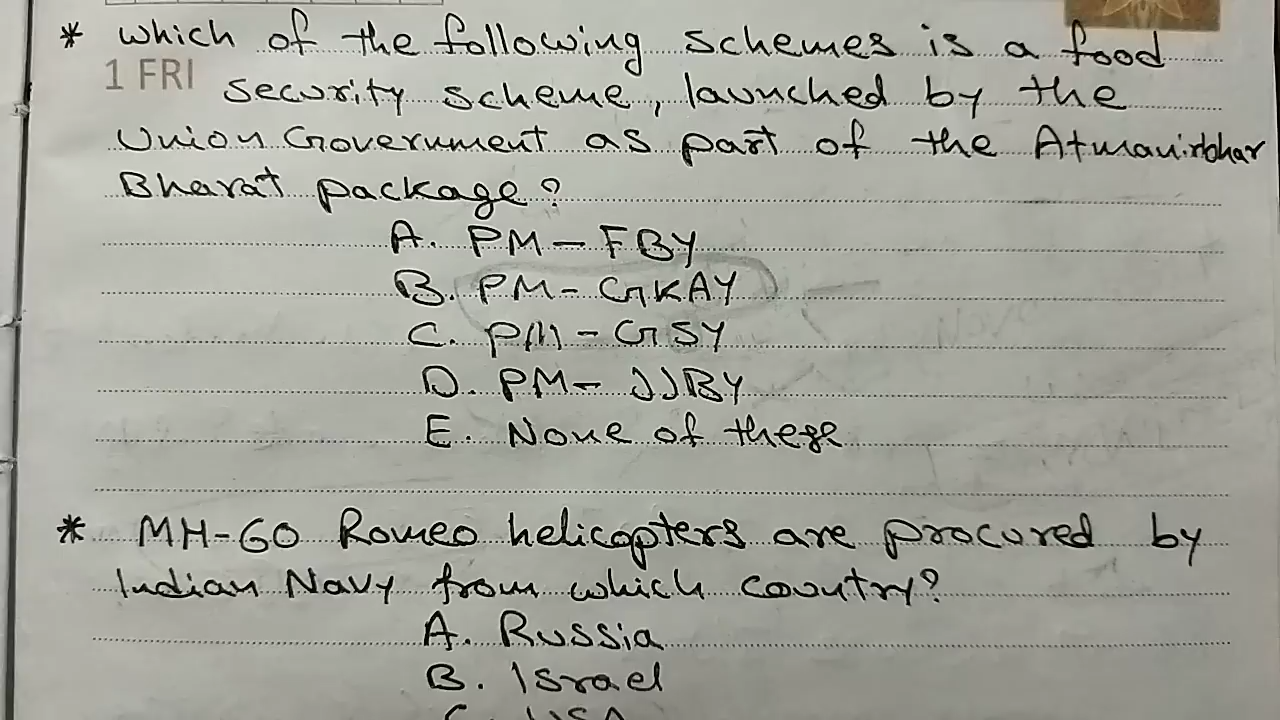 * Which of the following schemes is a food
1 FRI security scheme, launched by the
Union Government as part of the Atmanirbhar
Bharat package?
A. PM-FBY
B. PM-GKAY
C. PM-GSY
D. PM-JJBY
E. None of these
* MH-60 Romeo helicopters are procured by
Indian Navy from which country?
A. Russia
B. Israel
C. USA